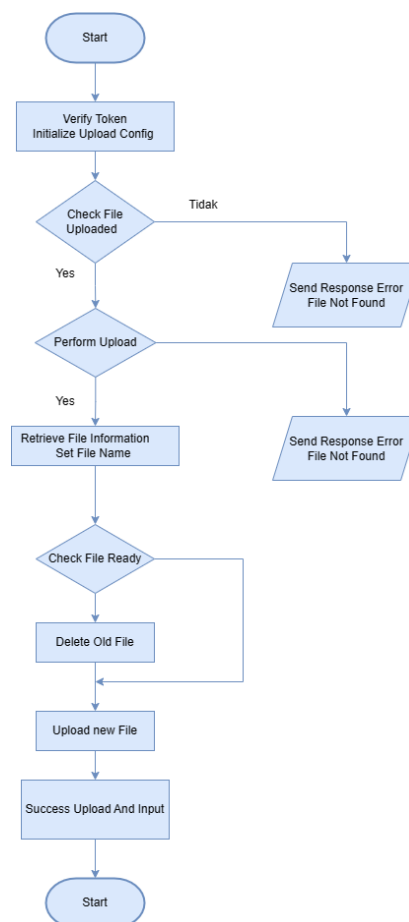 Start
Verify Token
Initialize Upload Config
Check File
Uploaded
Tidak
Send Response Error
File Not Found
Yes
Perform Upload
Yes
Retrieve File Information
Set File Name
Send Response Error
File Not Found
Check File Ready
Delete Old File
Upload new File
Success Upload And Input
Start